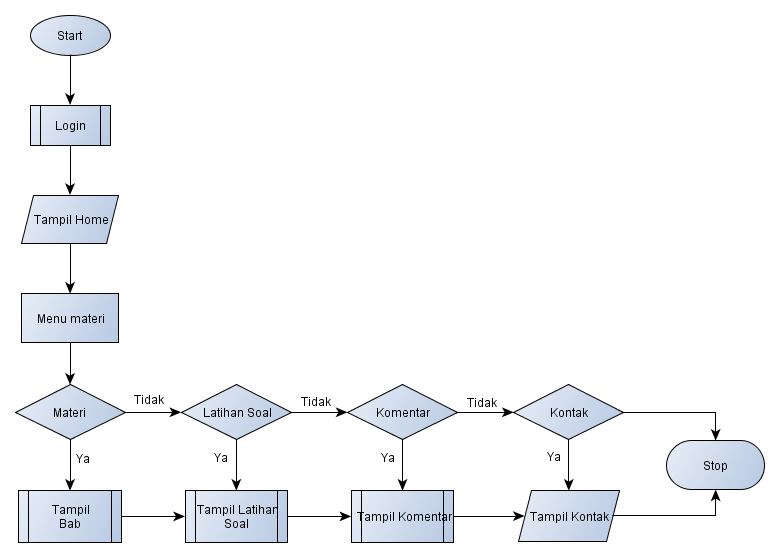 Start
Login
Tampil Home
Menu materi
Materi
Tidak
Latihan Soal
Tidak
Komentar
Tidak
Kontak
Ya
Ya
Ya
Ya
Stop
Tampil
Bab
Tampil Latihan
Soal
Tampil Komentar
Tampil Kontak